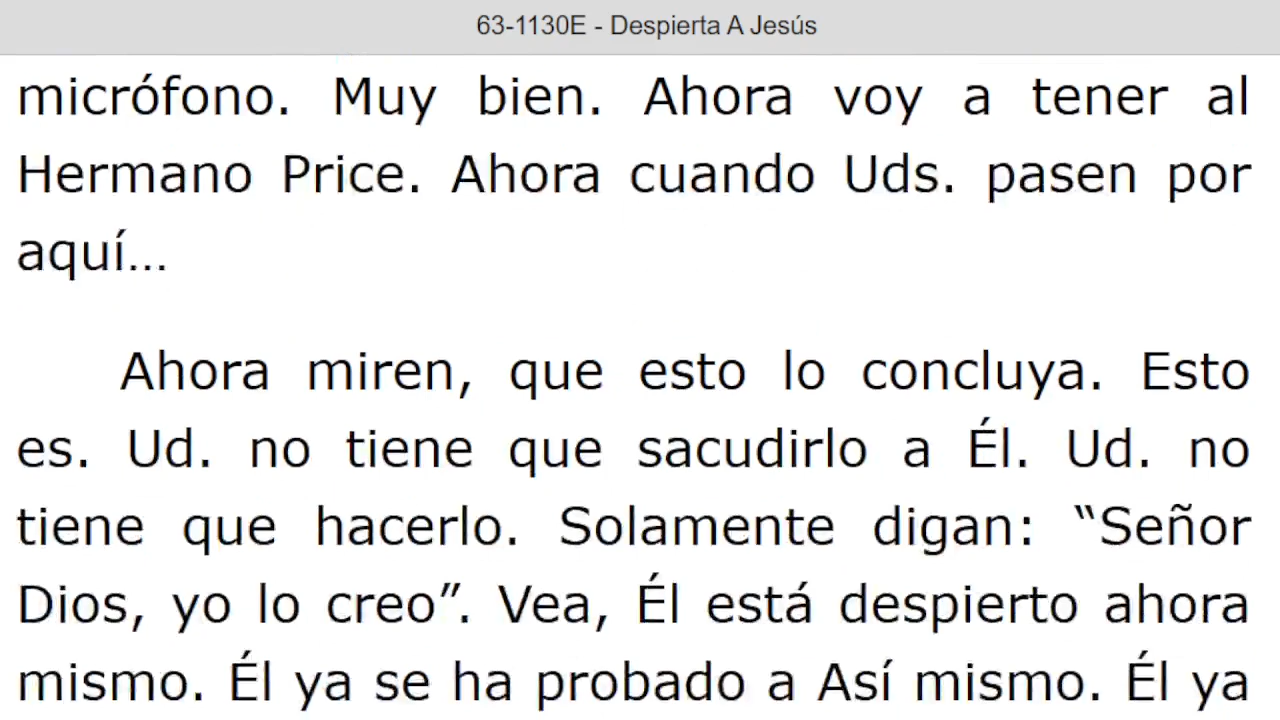 63-1130E - Despierta A Jesús
micrófono. Muy bien. Ahora voy a tener al
Hermano Price. Ahora cuando Uds. pasen por
aquí...
Ahora miren, que esto lo concluya. Esto
es. Ud. no tiene que sacudirlo a Él. Ud. no
tiene que hacerlo. Solamente digan: “Señor
Dios, yo lo creo”. Vea, Él está despierto ahora
mismo. Él ya se ha probado a Así mismo. Él ya